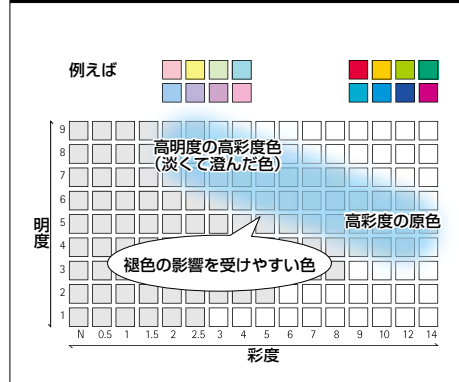 例えば
高明度の高彩度色
(淡くて澄んだ色)
高彩度の原色
褪色の影響を受けやすい色
明度
9
8
7
6
5
4
3
2
1
N 0.5 1 1.5 2 2.5 3 4 5 6 7 8 9 10 12 14
彩度